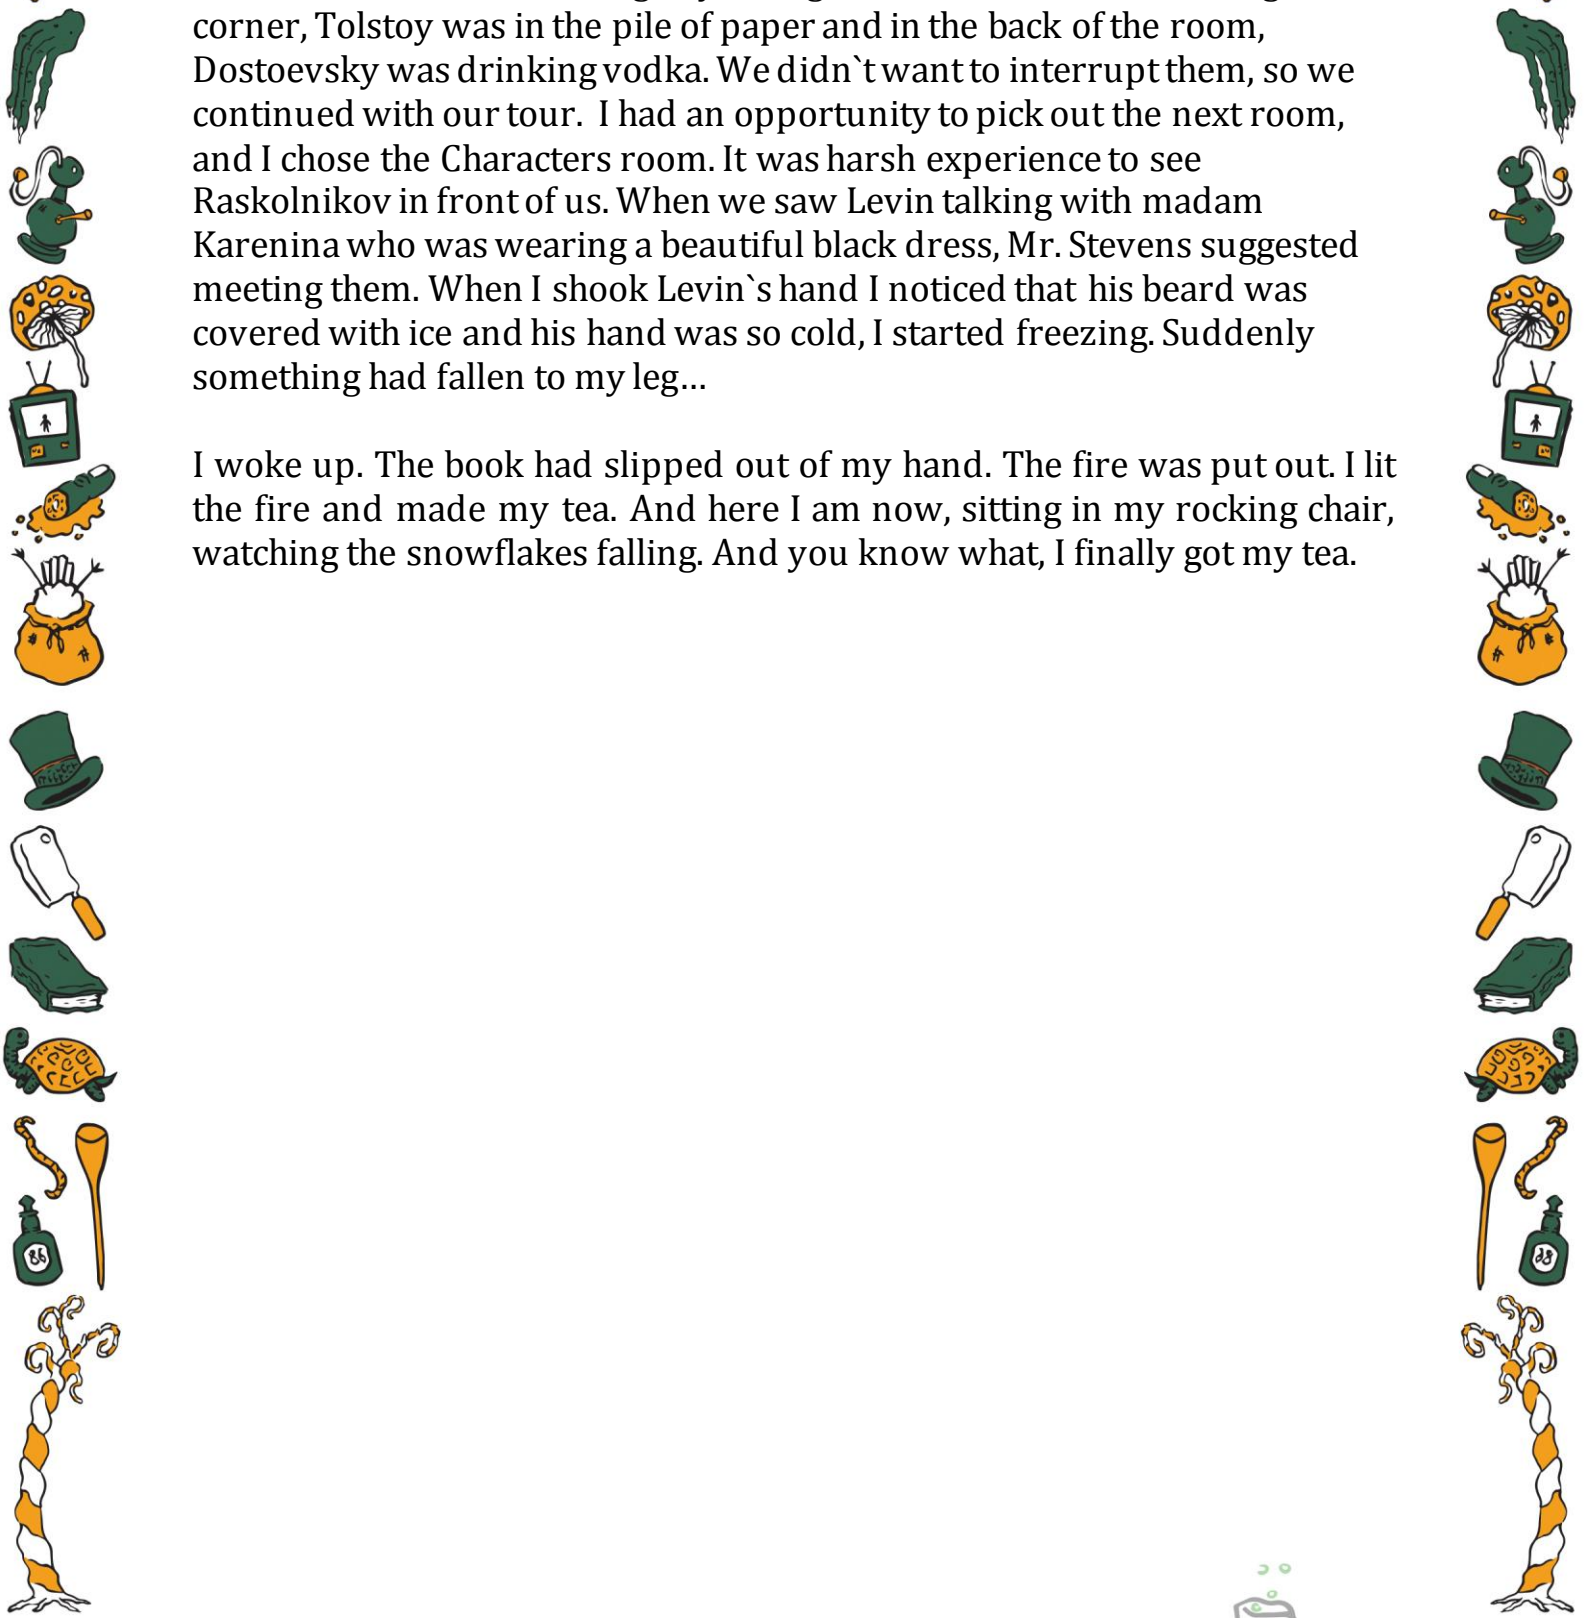 corner, Tolstoy was in the pile of paper and in the back of the room,
Dostoevsky was drinking vodka. We didn`t want to interrupt them, so we
continued with our tour. I had an opportunity to pick out the next room,
and I chose the Characters room. It was harsh experience to see
Raskolnikov in front of us. When we saw Levin talking with madam
Karenina who was wearing a beautiful black dress, Mr. Stevens suggested
meeting them. When I shook Levin`s hand I noticed that his beard was
covered with ice and his hand was so cold, I started freezing. Suddenly
something had fallen to my leg…
I woke up. The book had slipped out of my hand. The fire was put out. I lit
the fire and made my tea. And here I am now, sitting in my rocking chair,
watching the snowflakes falling. And you know what, I finally got my tea.